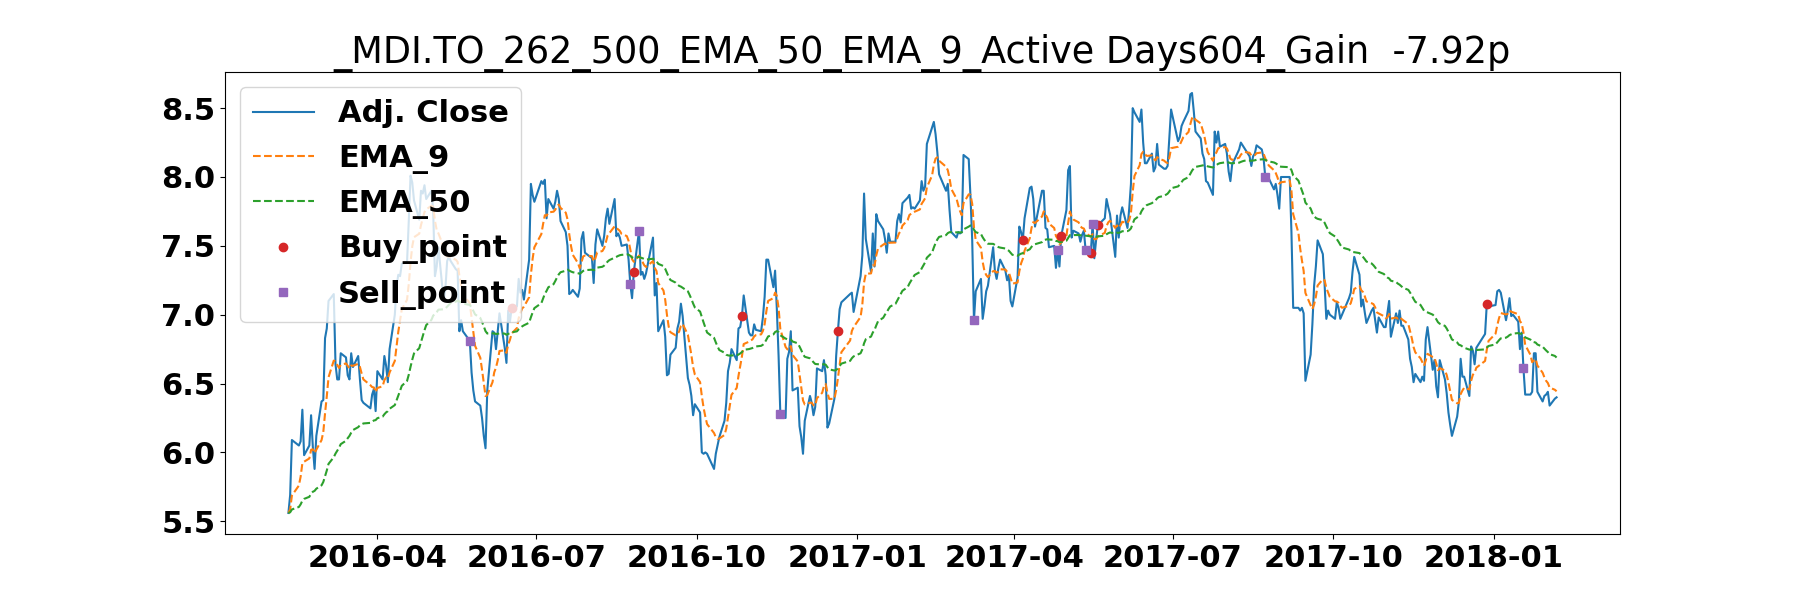 _MDI.TO_262_500_EMA_50_EMA_9_Active Days604_Gain  -7.92p
8.5
8.0
7.5
7.0
6.5
6.0
5.5
Adj. Close
EMA_9
EMA_50
Buy_point
Sell_point
2016-04 2016-07 2016-10 2017-01 2017-04 2017-07 2017-10 2018-01